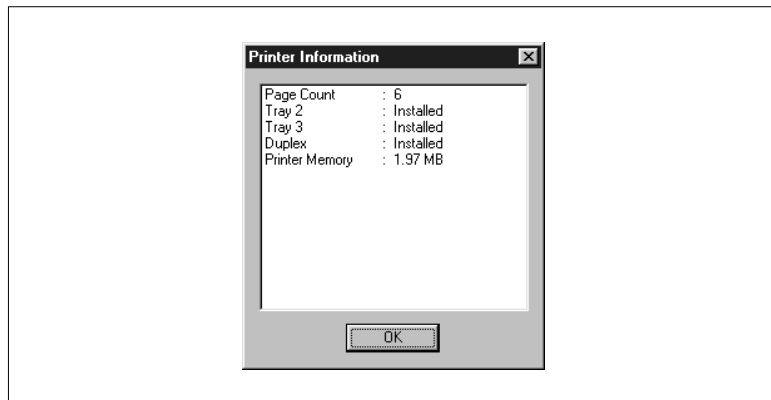 Printer Information
Page Count : 6
Tray 2 : Installed
Tray 3 : Installed
Duplex : Installed
Printer Memory : 1.97 MB
OK